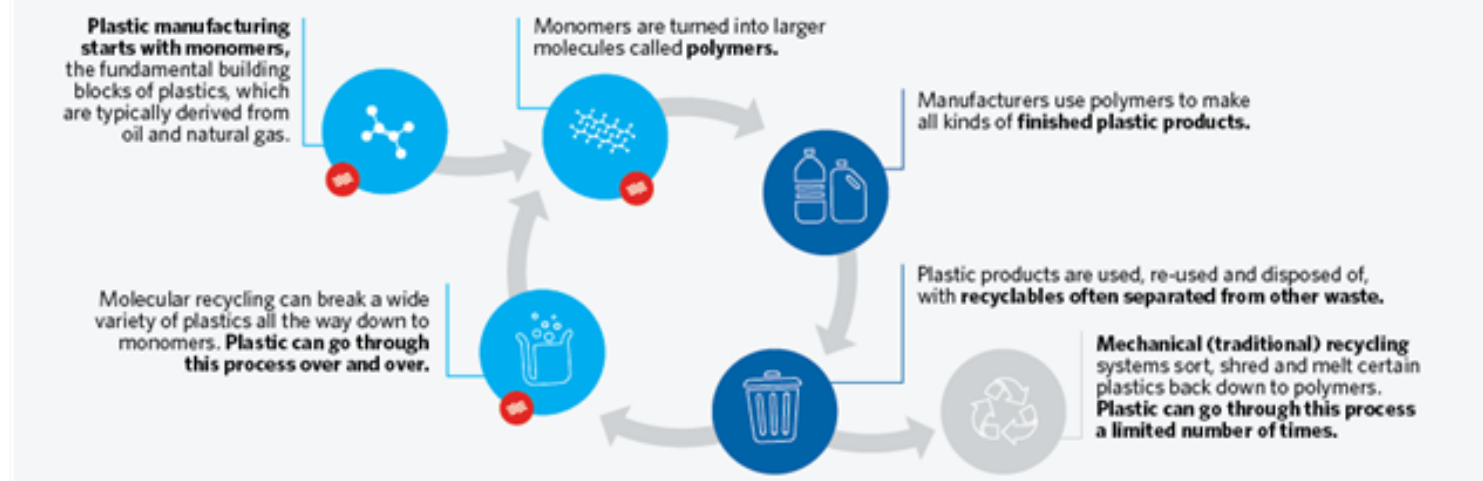 Plastic manufacturing
starts with monomers,
the fundamental building
blocks of plastics, which
are typically derived from
oil and natural gas.
Monomers are turned into larger
molecules called polymers.
Manufacturers use polymers to make
all kinds of finished plastic products.
Plastic products are used, re-used and disposed of,
with recyclables often separated from other waste.
Mechanical (traditional) recycling
systems sort, shred and melt certain
plastics back down to polymers.
Plastic can go through this process
a limited number of times.
Molecular recycling can break a wide
variety of plastics all the way down to
monomers. Plastic can go through
this process over and over.